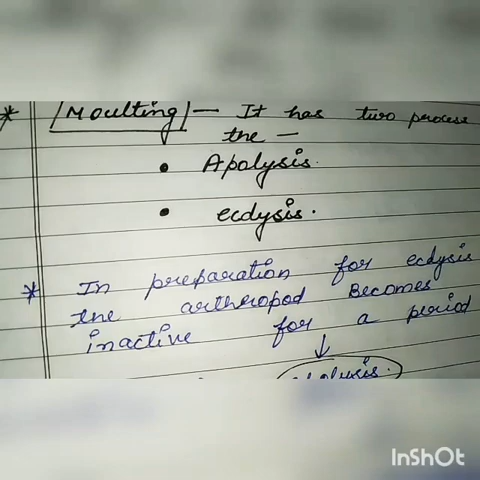 * Moulting — It has two process
the —
• Apolysis.
• ecdysis.
* In preparation for ecdysis
the arthropod Becomes
inactive for a period
InShOt